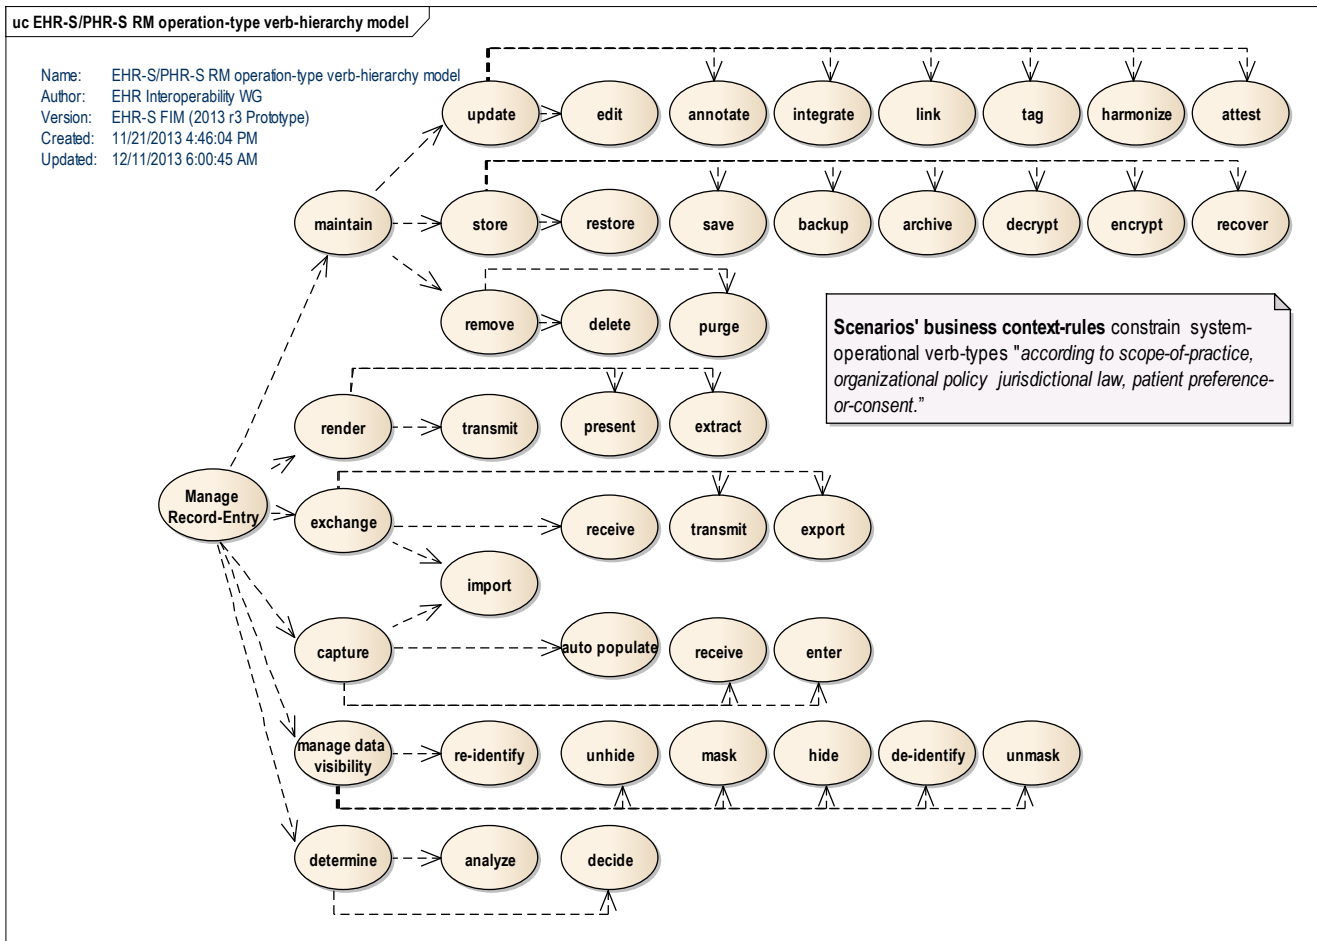 uc EHR-S/PHR-S RM operation-type verb-hierarchy model
Name: EHR-S/PHR-S RM operation-type verb-hierarchy model
Author: EHR Interoperability WG
Version: EHR-S FIM (2013 r3 Prototype)
Created: 11/21/2013 4:46:04 PM
Updated: 12/11/2013 6:00:45 AM
update edit annotate integrate link tag harmonize attest
maintain store restore save backup archive decrypt encrypt recover
remove delete purge
Scenarios' business context-rules constrain system-
operational verb-types "according to scope-of-practice,
organizational policy jurisdictional law, patient preference-
or-consent."
render transmit present extract
Manage
Record-Entry
exchange receive transmit export
import
capture auto populate receive enter
manage data
visibility
re-identify unhide mask hide de-identify unmask
determine analyze decide